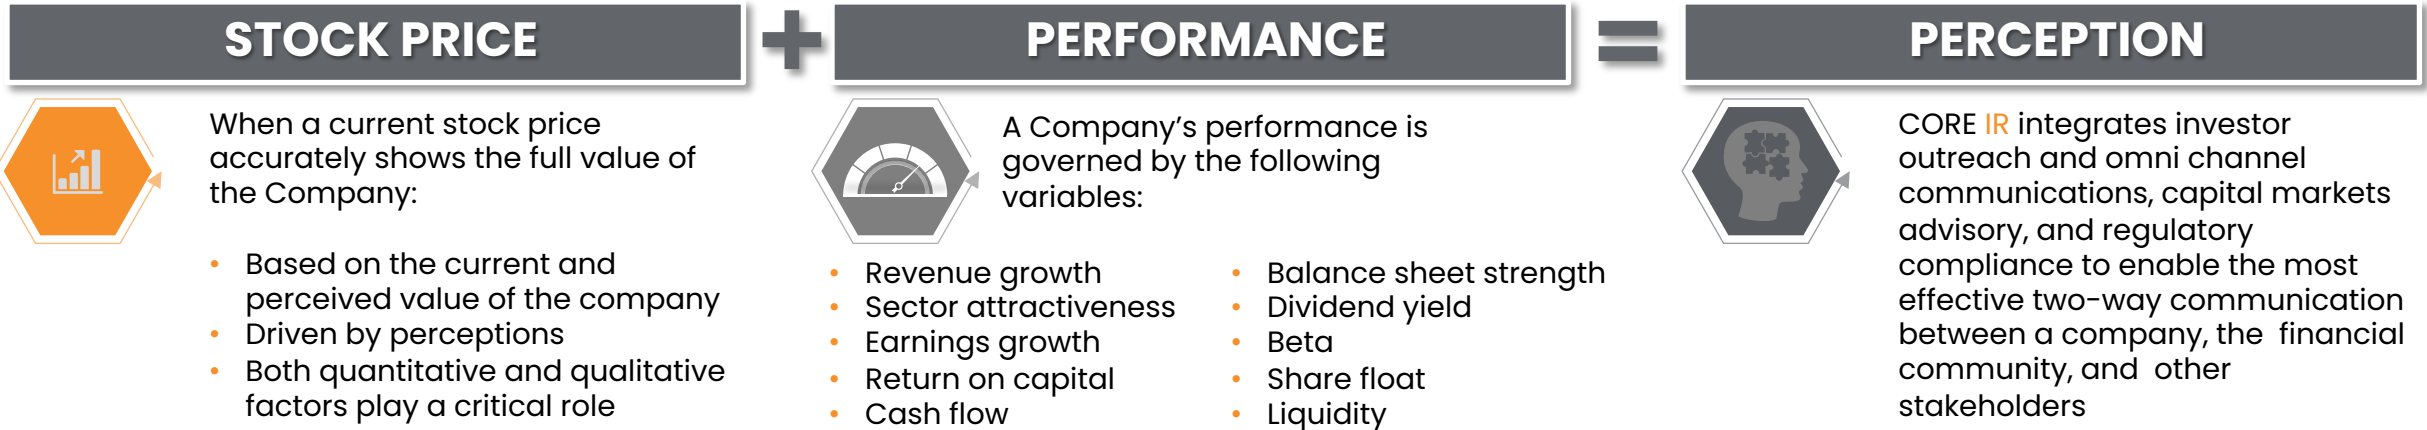 STOCK PRICE
When a current stock price
accurately shows the full value of
the Company:
• Based on the current and
perceived value of the company
• Driven by perceptions
• Both quantitative and qualitative
factors play a critical role
+
PERFORMANCE
A Company’s performance is
governed by the following
variables:
• Revenue growth
• Sector attractiveness
• Earnings growth
• Return on capital
• Cash flow
• Balance sheet strength
• Dividend yield
• Beta
• Share float
• Liquidity
=
PERCEPTION
CORE IR integrates investor
outreach and omni channel
communications, capital markets
advisory, and regulatory
compliance to enable the most
effective two-way communication
between a company, the financial
community, and other
stakeholders